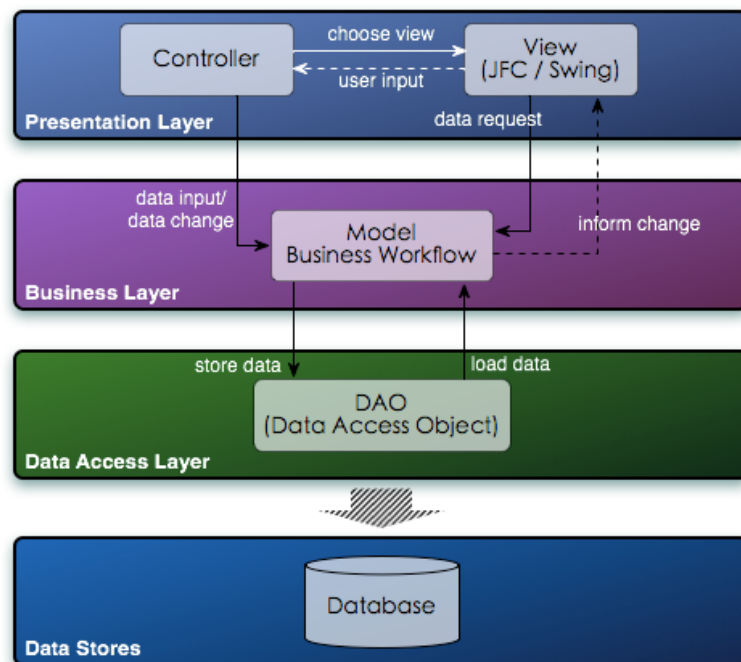 choose view
Controller
View
(JFC / Swing)
user input
Presentation Layer
data request
data input/
data change
Model
Business Workflow
inform change
Business Layer
store data
load data
DAO
(Data Access Object)
Data Access Layer
Database
Data Stores